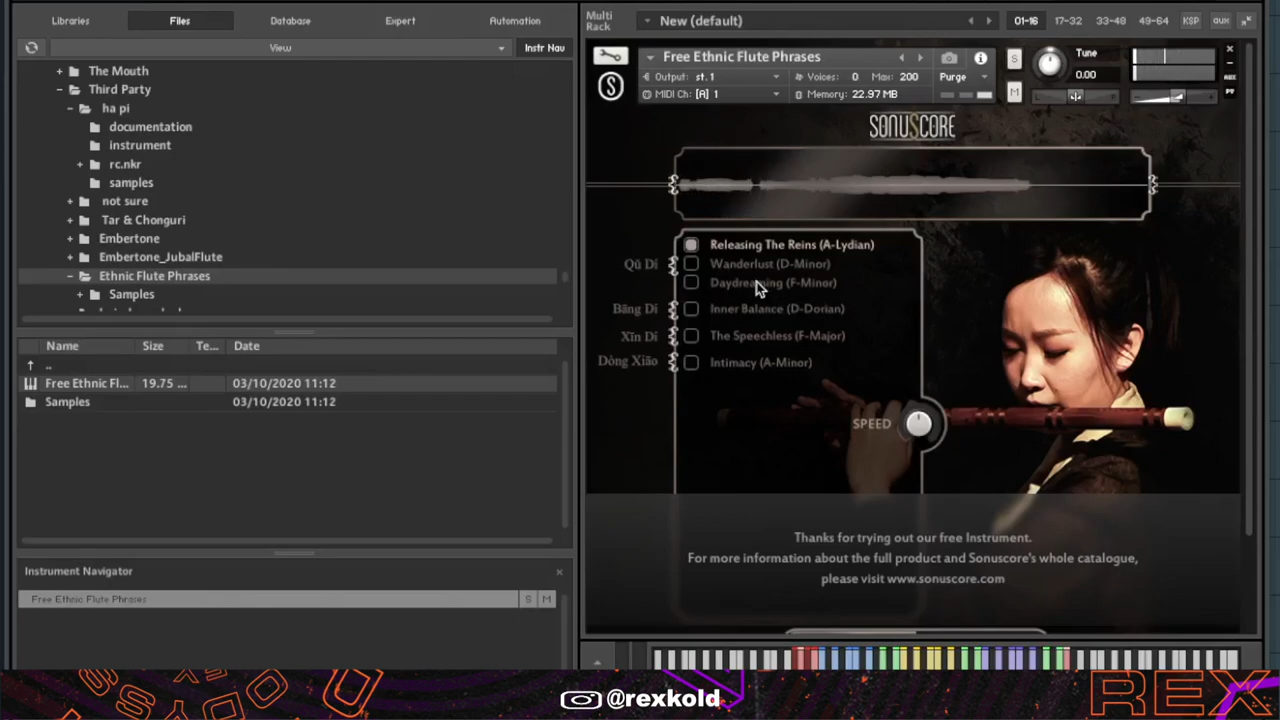 Libraries
Files
Database
Expert
Automation
View
Instr Nav
+ The Mouth
− Third Party
− ha pi
documentation
instrument
+ rc.nkr
samples
+ not sure
+ Tar & Chonguri
+ Embertone
+ Embertone_JubalFlute
− Ethnic Flute Phrases
+ Samples
Name Size Te... Date
..
Free Ethnic Fl... 19.75 ... 03/10/2020 11:12
Samples 03/10/2020 11:12
Instrument Navigator ×
Free Ethnic Flute Phrases S M
Multi Rack
New (default)
01-16 17-32 33-48 49-64 KSP aux
Free Ethnic Flute Phrases
Output: st.1 Voices: 0 Max: 200 Purge
MIDI Ch: [A] 1 Memory: 22.97 MB
S
M
Tune
0.00
L R
AUX
PV
SONUSCORE
Releasing The Reins (A-Lydian)
Qǔ Dí Wanderlust (D-Minor)
Daydreaming (F-Minor)
Bāng Dí Inner Balance (D-Dorian)
Xīn Dí The Speechless (F-Major)
Dòng Xiāo Intimacy (A-Minor)
SPEED
Thanks for trying out our free Instrument.
For more information about the full product and Sonuscore's whole catalogue,
please visit www.sonuscore.com
@rexkold
REX